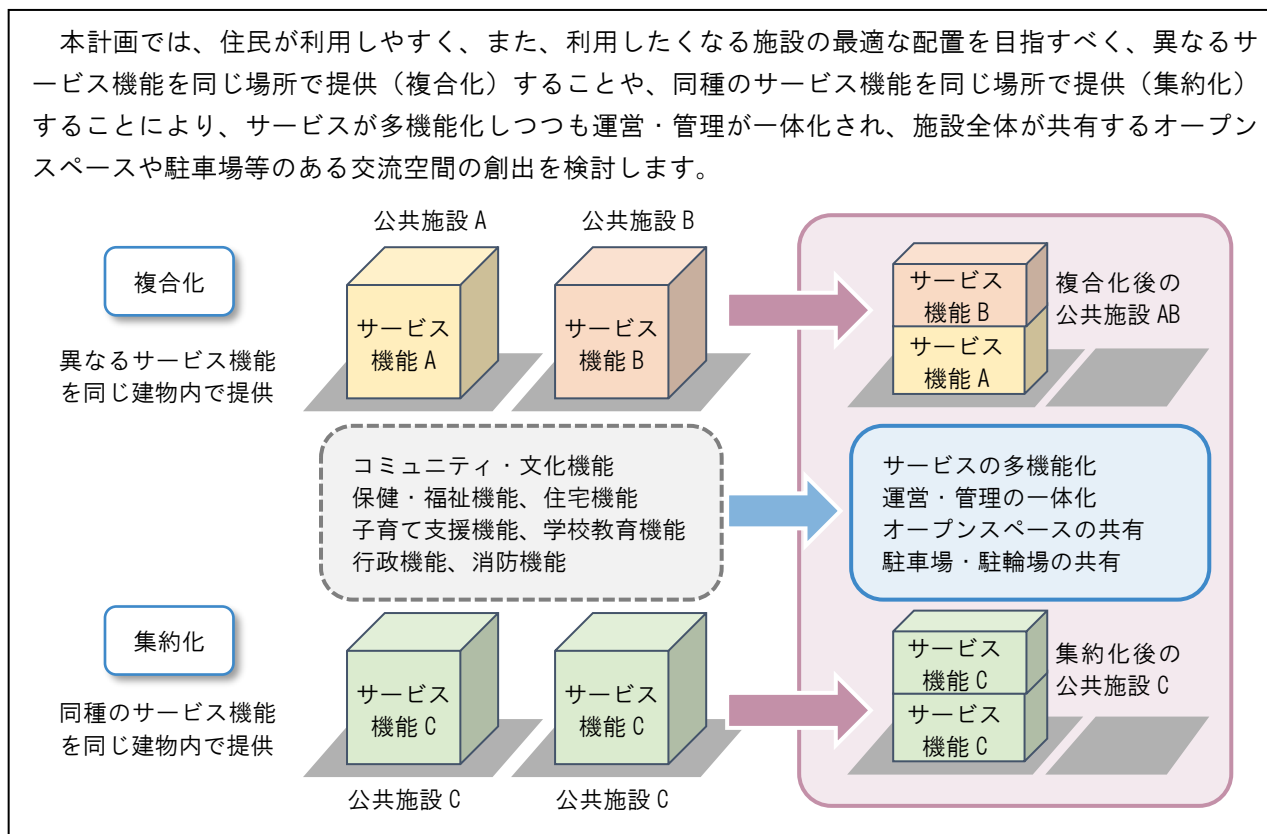 本計画では、住民が利用しやすく、また、利用したくなる施設の最適な配置を目指すべく、異なるサ
ービス機能を同じ場所で提供（複合化）することや、同種のサービス機能を同じ場所で提供（集約化）
することにより、サービスが多機能化しつつも運営・管理が一体化され、施設全体が共有するオープン
スペースや駐車場等のある交流空間の創出を検討します。
公共施設 A
公共施設 B
複合化
異なるサービス機能
を同じ建物内で提供
サービス
機能 A
サービス
機能 B
サービス
機能 B
サービス
機能 A
複合化後の
公共施設 AB
コミュニティ・文化機能
保健・福祉機能、住宅機能
子育て支援機能、学校教育機能
行政機能、消防機能
サービスの多機能化
運営・管理の一体化
オープンスペースの共有
駐車場・駐輪場の共有
集約化
同種のサービス機能
を同じ建物内で提供
サービス
機能 C
サービス
機能 C
サービス
機能 C
サービス
機能 C
集約化後の
公共施設 C
公共施設 C
公共施設 C